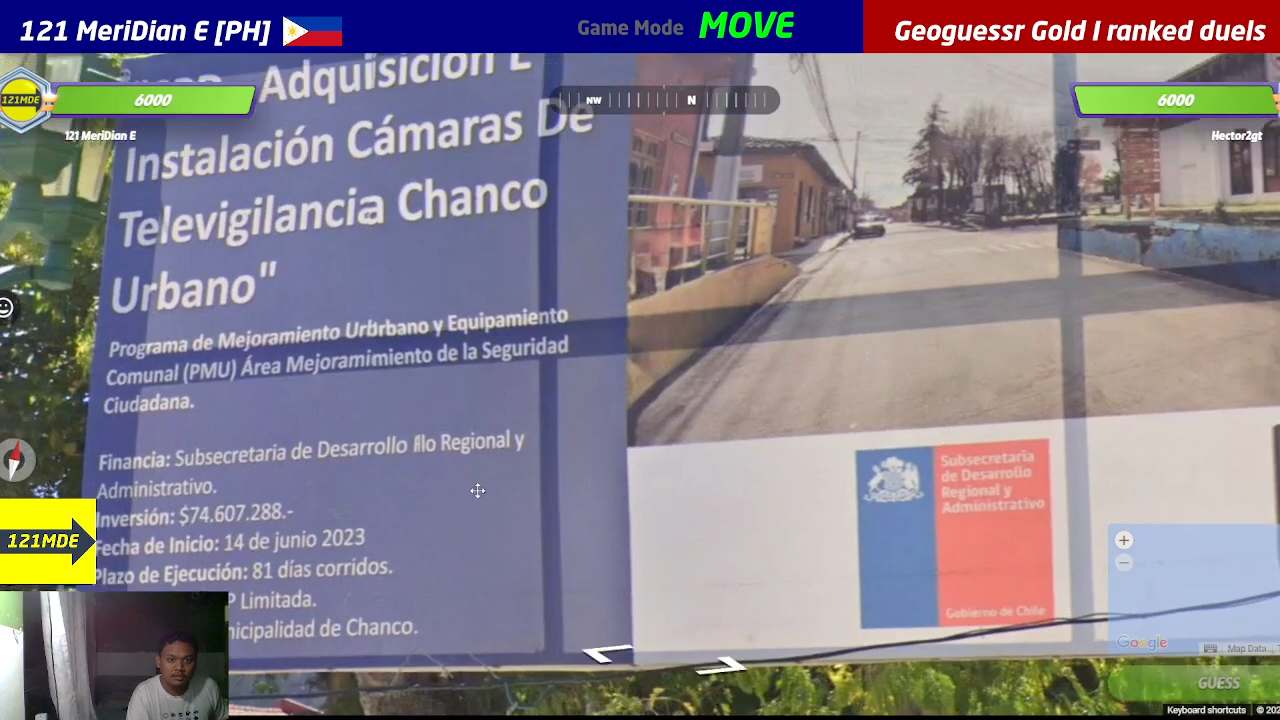 121 MeriDian E [PH]
Game Mode MOVE
Geoguessr Gold I ranked duels
121MDE
6000
121 MeriDian E
NW
N
6000
Hector2gt
Adquisición E
Instalación Cámaras De
Televigilancia Chanco
Urbano"
Programa de Mejoramiento Urbrbano y Equipamiento
Comunal (PMU) Área Mejoramimiento de la Seguridad
Ciudadana.
Financia: Subsecretaria de Desarrollo llo Regional y
Administrativo.
Inversión: $74.607.288.-
Fecha de Inicio: 14 de junio 2023
Plazo de Ejecución: 81 días corridos.
P Limitada.
nicipalidad de Chanco.
Subsecretaria
de Desarrollo
Regional y
Administrativo
Gobierno de Chile
121MDE
+
−
Google
Map Data
GUESS
Keyboard shortcuts